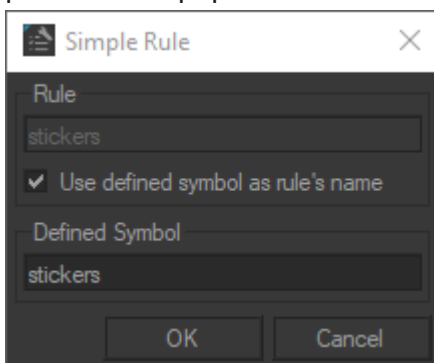 Simple Rule
Rule
stickers
Use defined symbol as rule's name
Defined Symbol
stickers
OK
Cancel